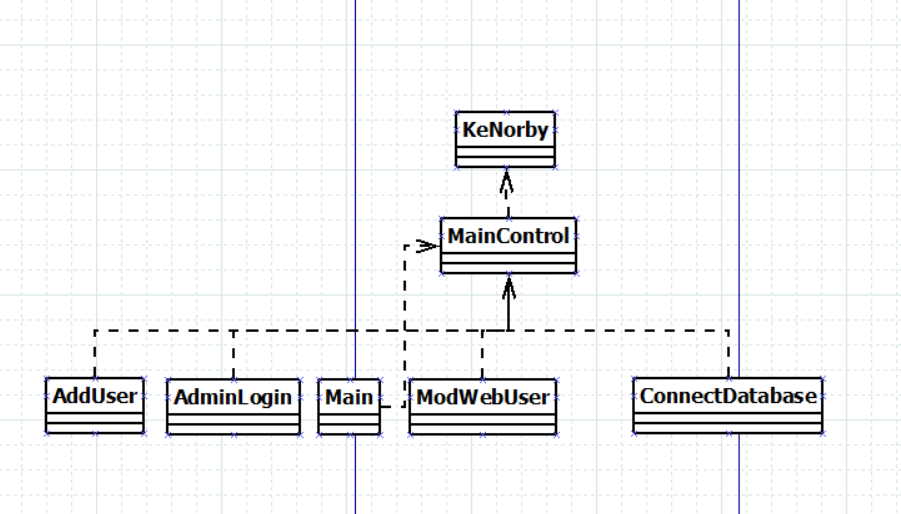 KeNorby
MainControl
AddUser
AdminLogin
Main
ModWebUser
ConnectDatabase